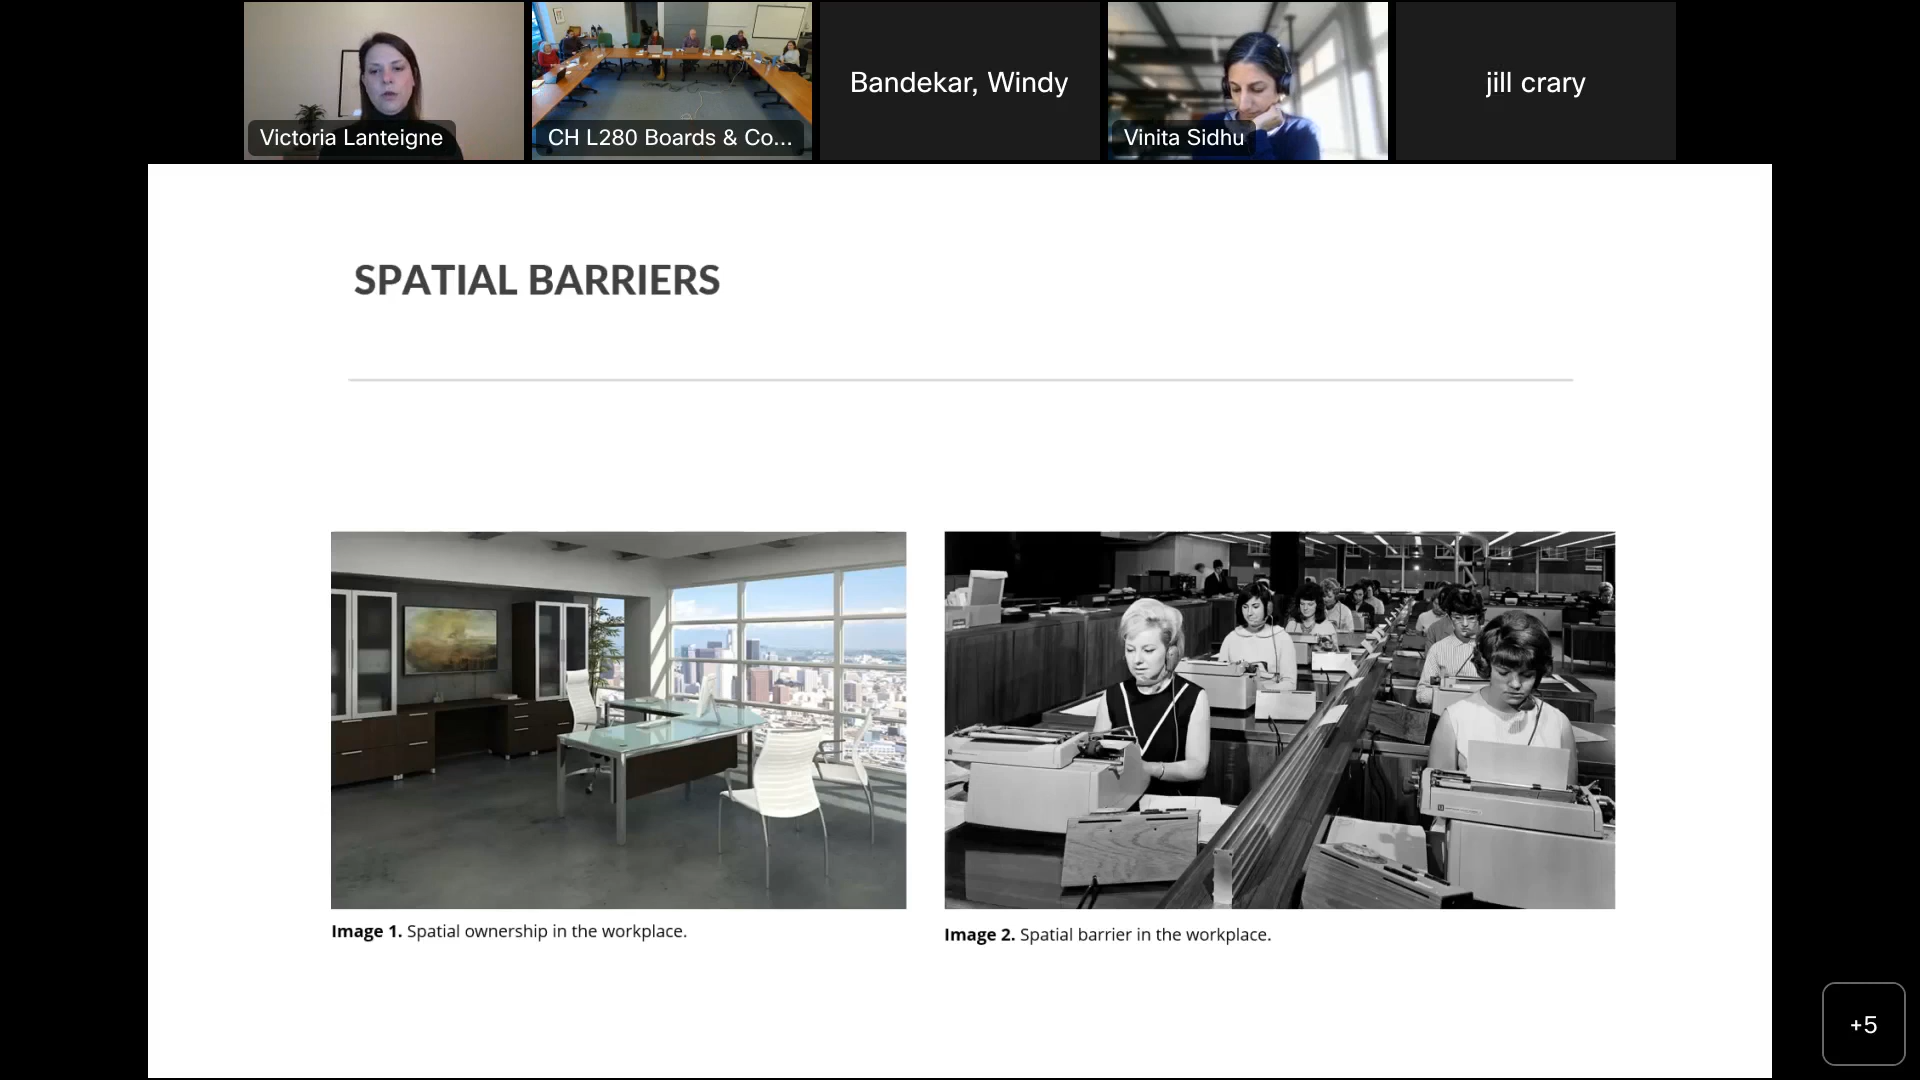 Victoria Lanteigne
CH L280 Boards & Co...
Bandekar, Windy
Vinita Sidhu
jill crary
SPATIAL BARRIERS
Image 1. Spatial ownership in the workplace.
Image 2. Spatial barrier in the workplace.
+5